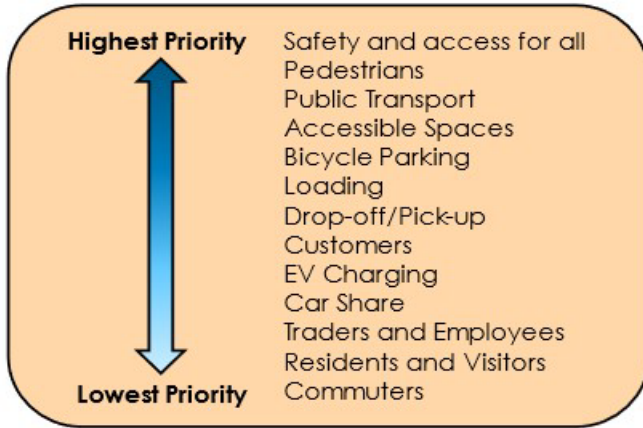 Highest Priority Safety and access for all
Pedestrians
Public Transport
Accessible Spaces
Bicycle Parking
Loading
Drop-off/Pick-up
Customers
EV Charging
Car Share
Traders and Employees
Residents and Visitors
Lowest Priority Commuters